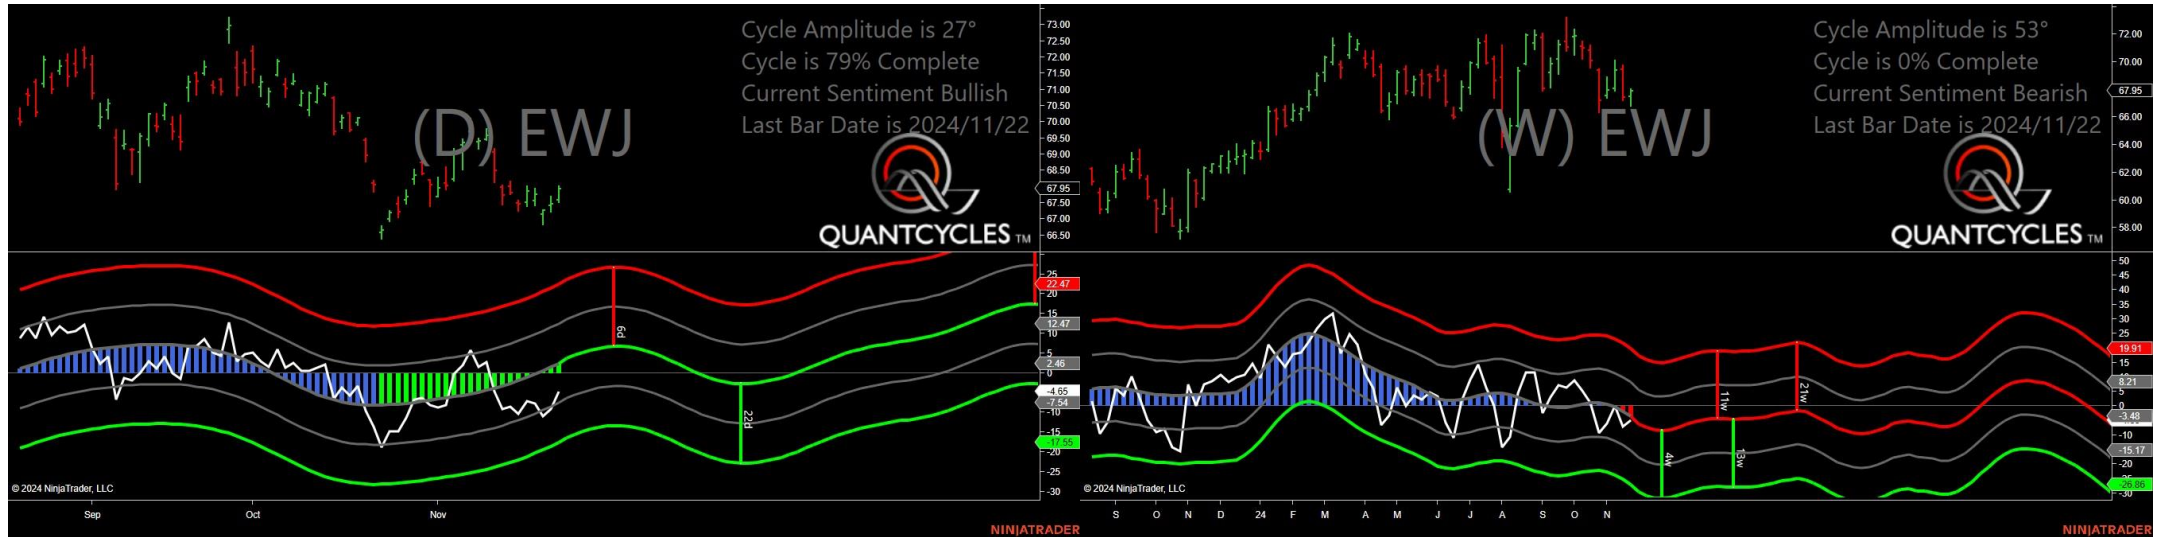 Cycle Amplitude is 27°
Cycle is 79% Complete
Current Sentiment Bullish
Last Bar Date is 2024/11/22
(D) EWJ
QUANTCYCLES TM
73.00
72.50
72.00
71.50
71.00
70.50
70.00
69.50
69.00
68.50
67.95
67.50
67.00
66.50
25
22.47
20
15
12.47
10
5
2.46
0
-4.65
-7.54
-10
-15
-17.55
-20
-25
-30
6d
22d
© 2024 NinjaTrader, LLC
Sep Oct Nov
NINJATRADER
Cycle Amplitude is 53°
Cycle is 0% Complete
Current Sentiment Bearish
Last Bar Date is 2024/11/22
(W) EWJ
QUANTCYCLES TM
72.00
70.00
67.95
66.00
64.00
62.00
60.00
58.00
50
45
40
35
30
25
19.91
15
8.21
5
0
-3.48
-10
-15.17
-20
-26.86
-30
11w
21w
4w
13w
© 2024 NinjaTrader, LLC
S O N D 24 F M A M J J A S O N
NINJATRADER